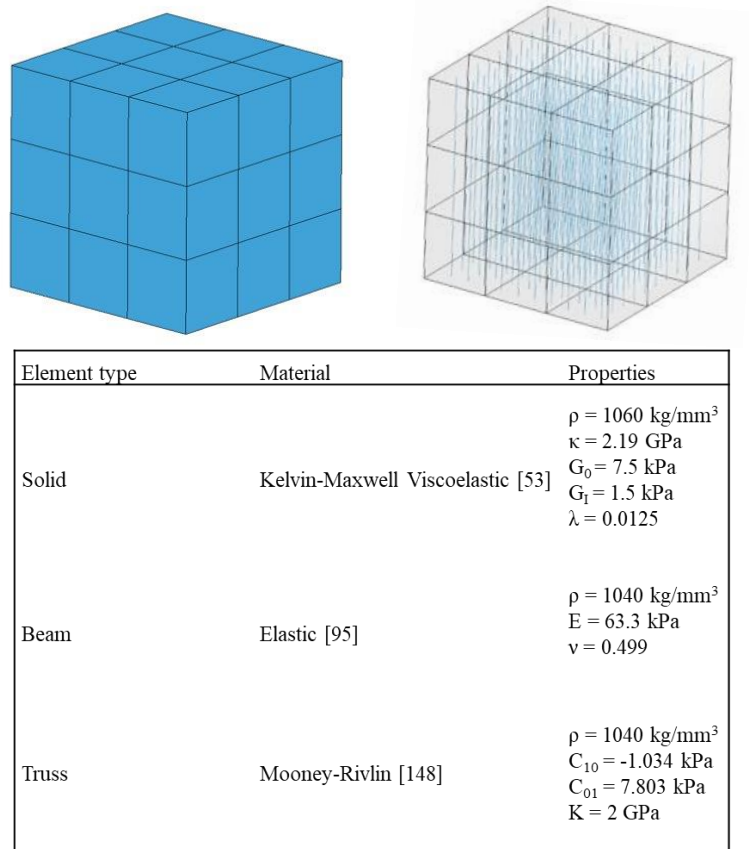 Element type Material Properties
ρ = 1060 kg/mm³
κ = 2.19 GPa
Solid Kelvin-Maxwell Viscoelastic [53] G₀ = 7.5 kPa
G_I = 1.5 kPa
λ = 0.0125
ρ = 1040 kg/mm³
E = 63.3 kPa
Beam Elastic [95] ν = 0.499
ρ = 1040 kg/mm³
C₁₀ = -1.034 kPa
Truss Mooney-Rivlin [148] C₀₁ = 7.803 kPa
K = 2 GPa